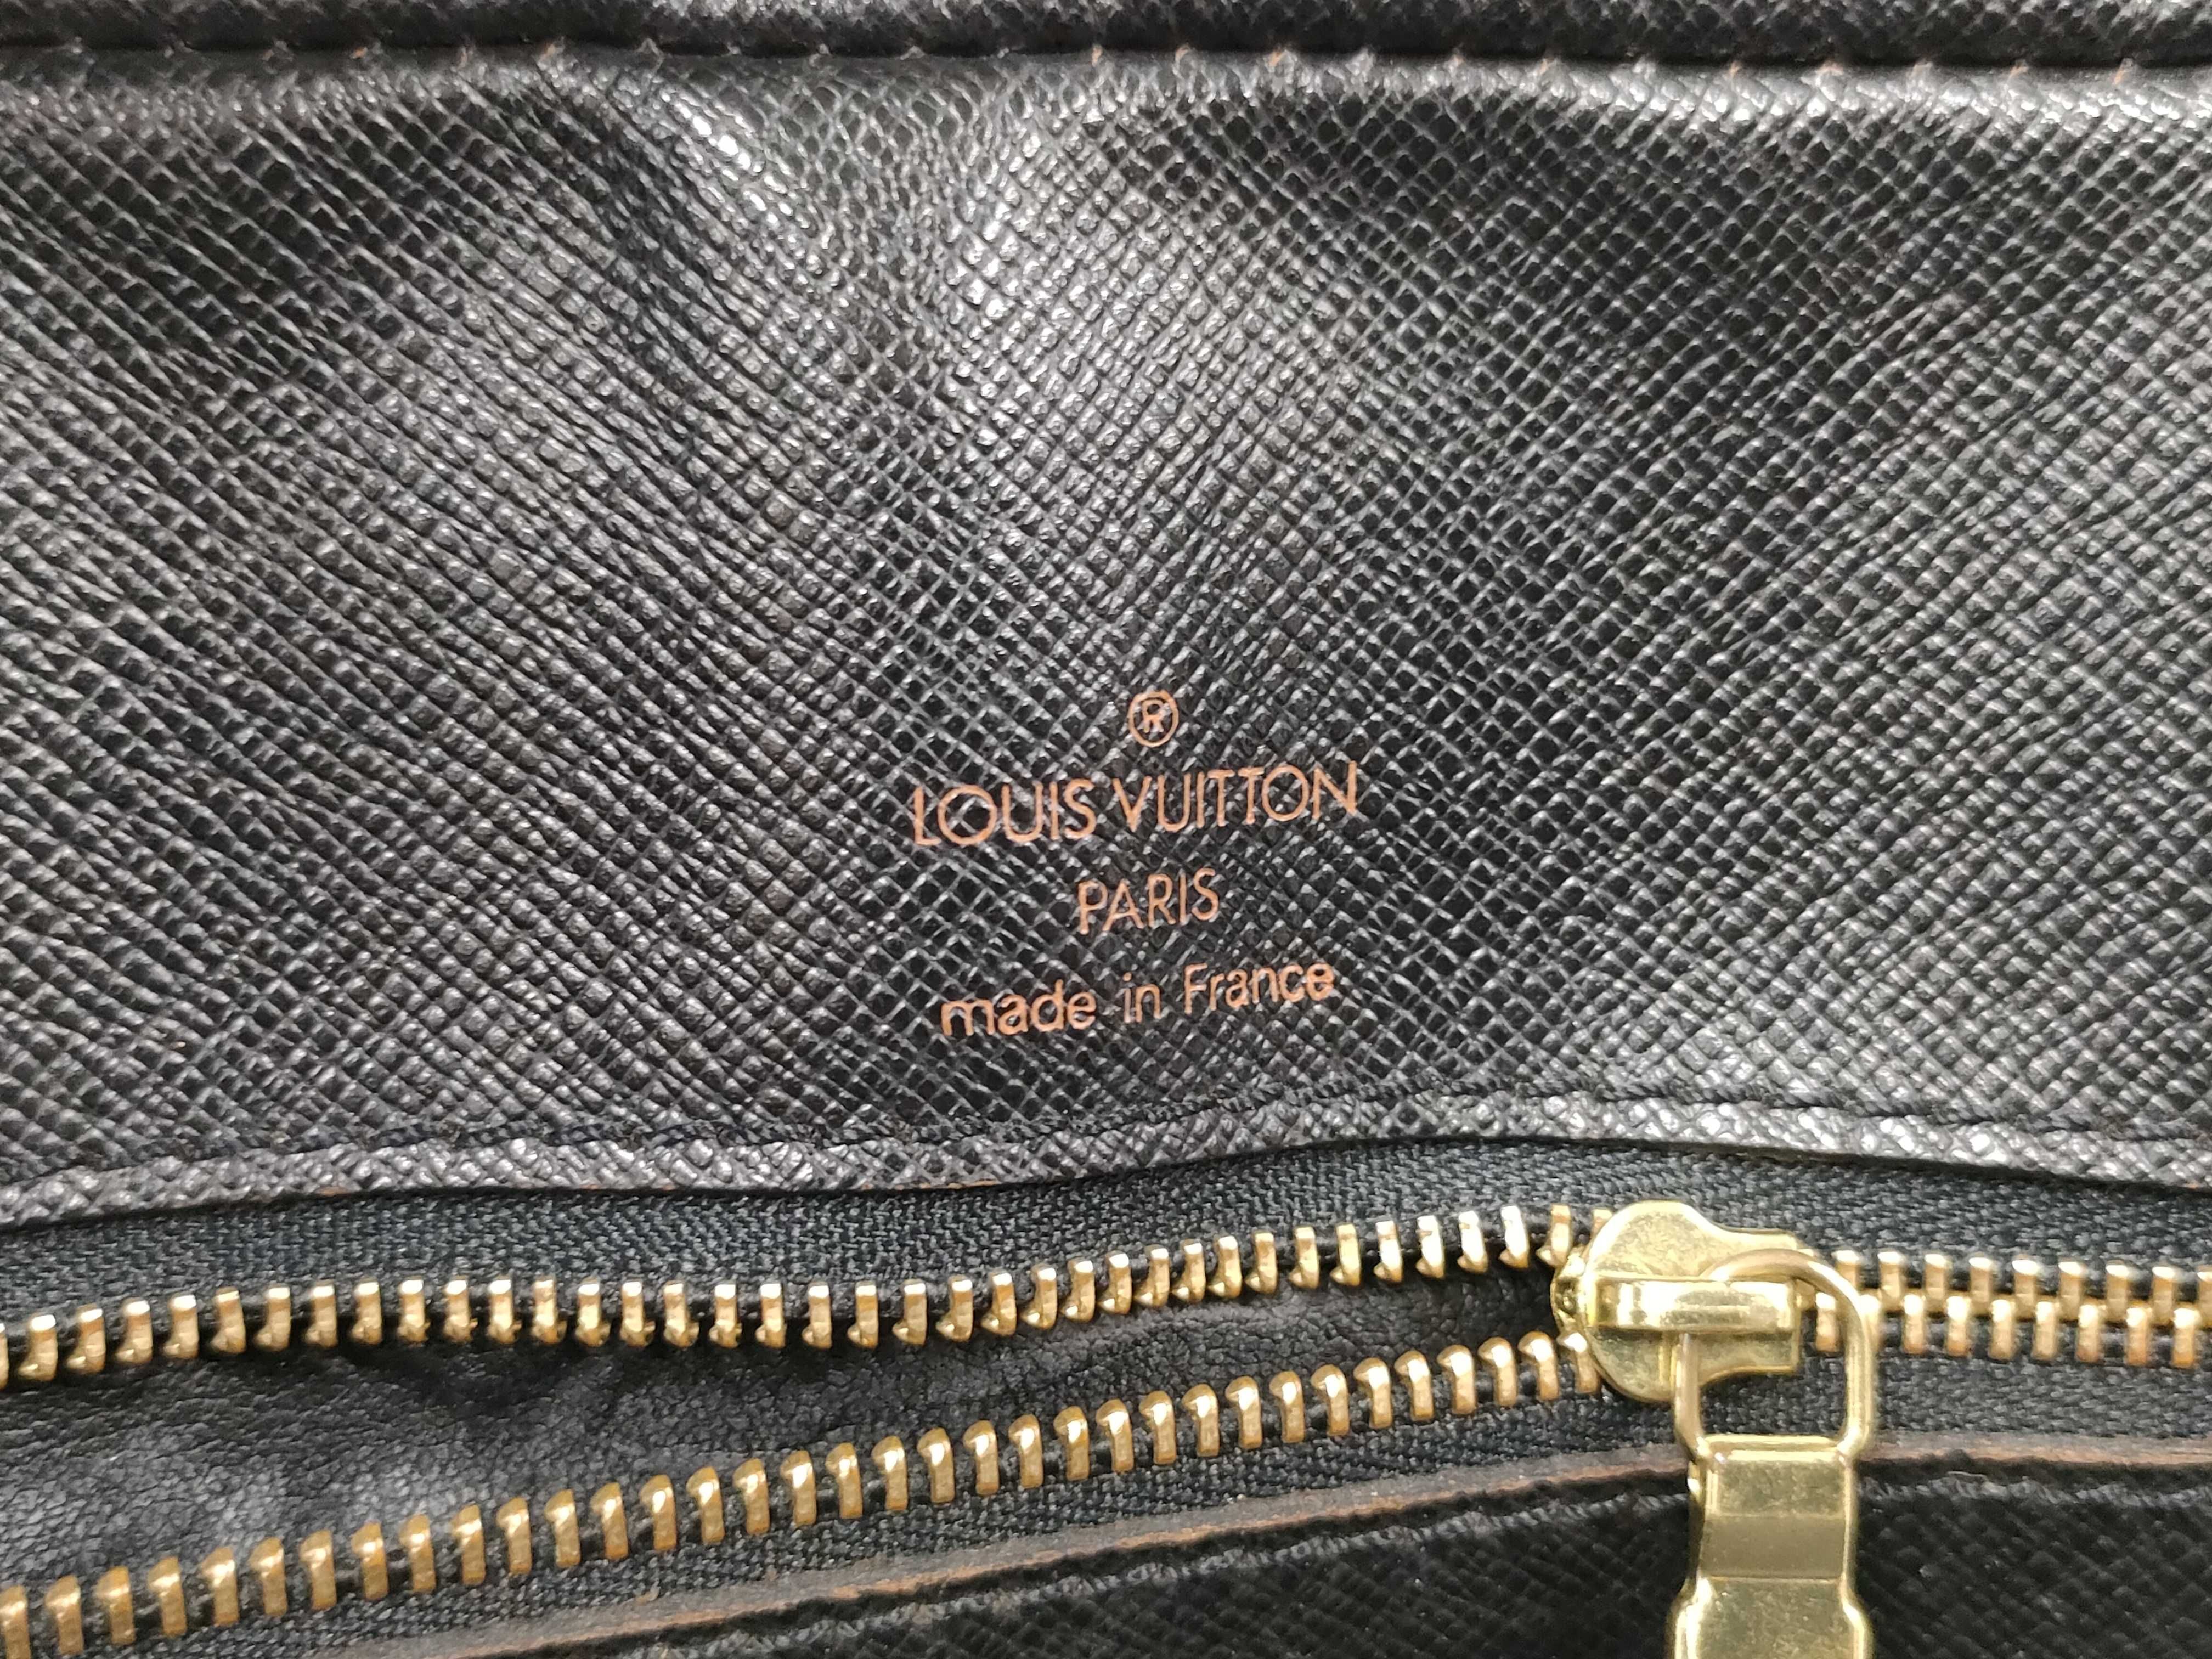 ®
LOUIS VUITTON
PARIS
made in France